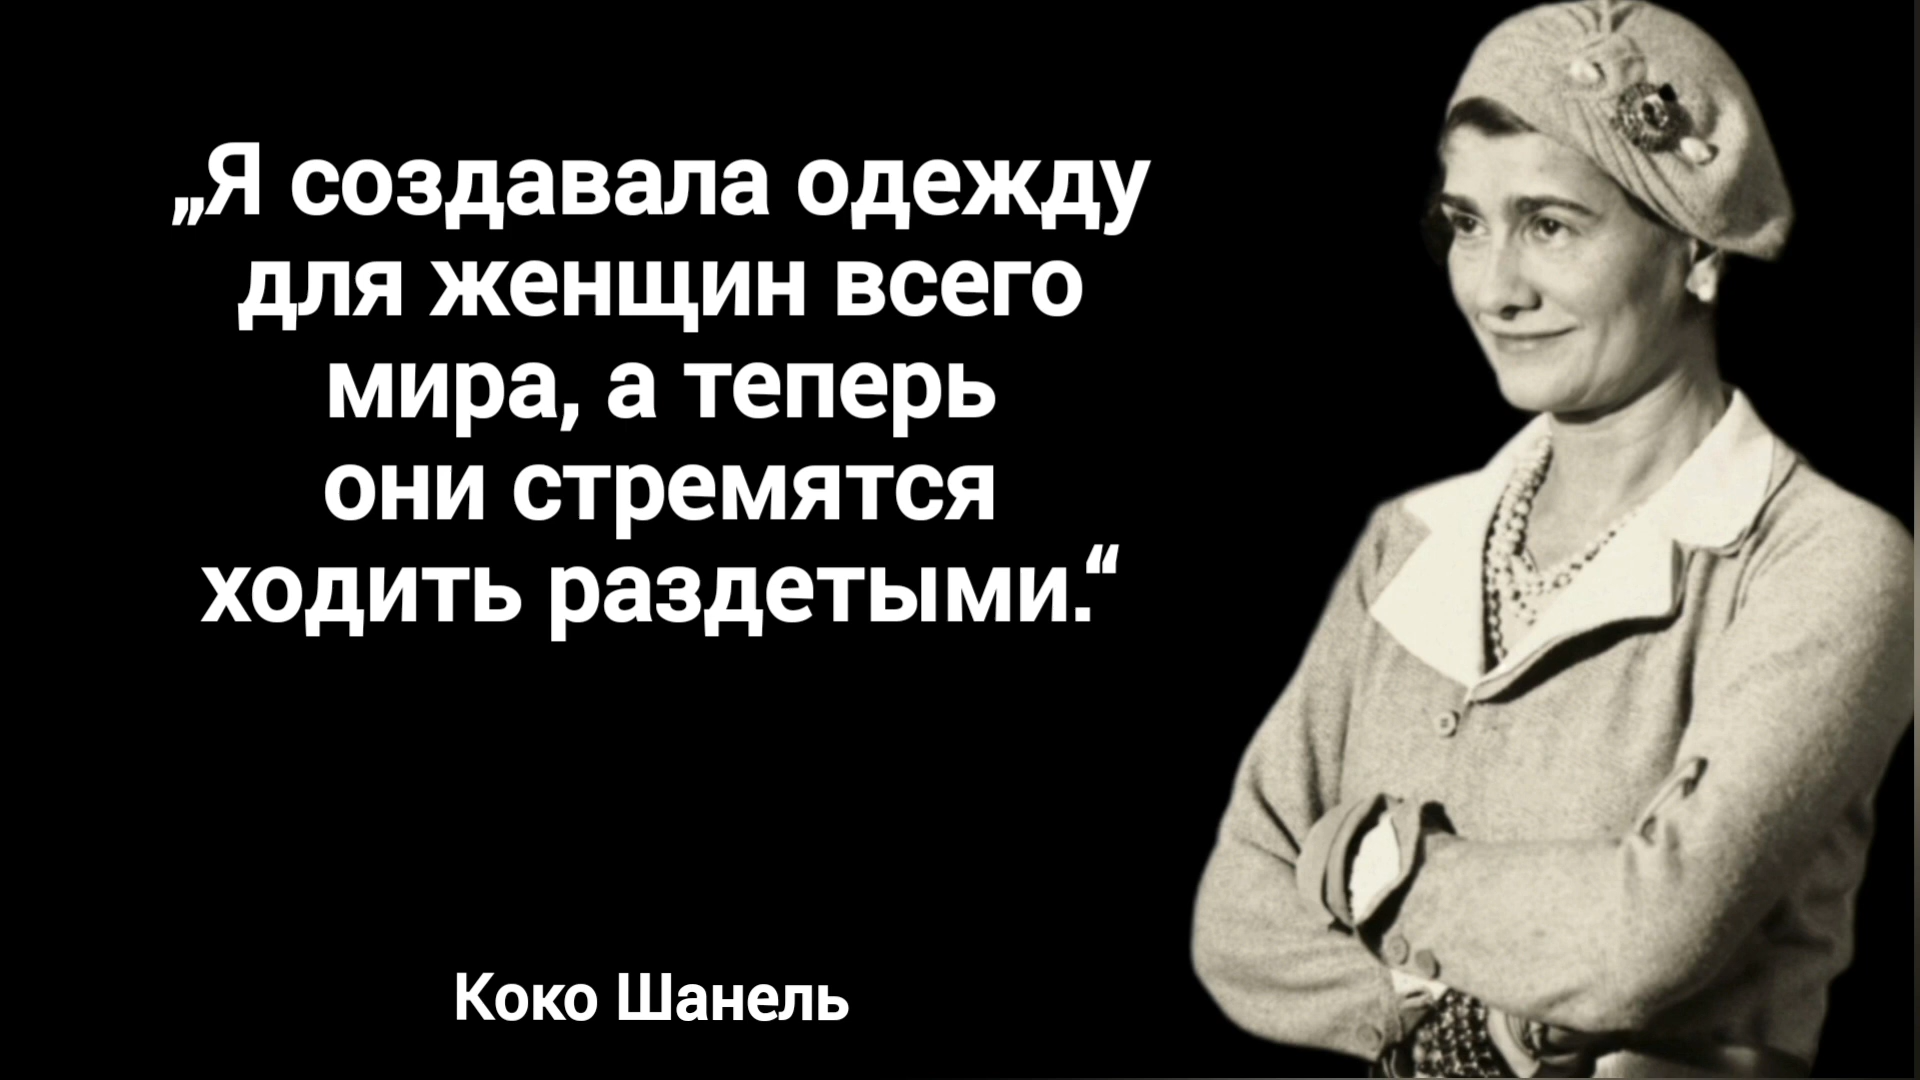 „Я создавала одежду
для женщин всего
мира, а теперь
они стремятся
ходить раздетыми.“
Коко Шанель